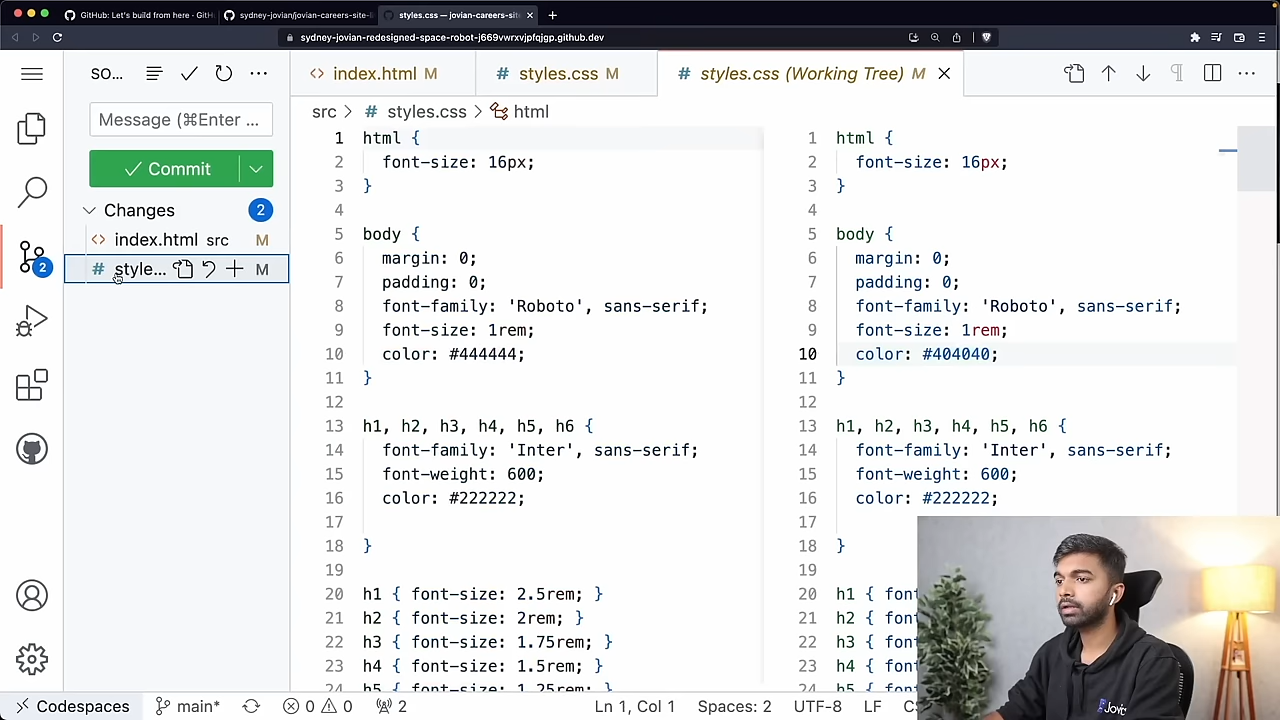 GitHub: Let's build from here · GitH
sydney-jovian/jovian-careers-site-
styles.css — jovian-careers-site
sydney-jovian-redesigned-space-robot-j669vwrxvjpfqjgp.github.dev
SO...
index.html M
styles.css M
styles.css (Working Tree) M
src > # styles.css > html
Message (⌘Enter ...
Commit
Changes 2
index.html src M
# style... M
2
1 html {
2 font-size: 16px;
3 }
4
5 body {
6 margin: 0;
7 padding: 0;
8 font-family: 'Roboto', sans-serif;
9 font-size: 1rem;
10 color: #444444;
11 }
12
13 h1, h2, h3, h4, h5, h6 {
14 font-family: 'Inter', sans-serif;
15 font-weight: 600;
16 color: #222222;
17
18 }
19
20 h1 { font-size: 2.5rem; }
21 h2 { font-size: 2rem; }
22 h3 { font-size: 1.75rem; }
23 h4 { font-size: 1.5rem; }
24 h5 { font-size: 1.25rem; }
1 html {
2 font-size: 16px;
3 }
4
5 body {
6 margin: 0;
7 padding: 0;
8 font-family: 'Roboto', sans-serif;
9 font-size: 1rem;
10 color: #404040;
11 }
12
13 h1, h2, h3, h4, h5, h6 {
14 font-family: 'Inter', sans-serif;
15 font-weight: 600;
16 color: #222222;
17
18 }
19
20 h1 { font
21 h2 { font
22 h3 { font
23 h4 { font
24 h5 { font
Codespaces
main*
0 0
2
Ln 1, Col 1
Spaces: 2
UTF-8
LF